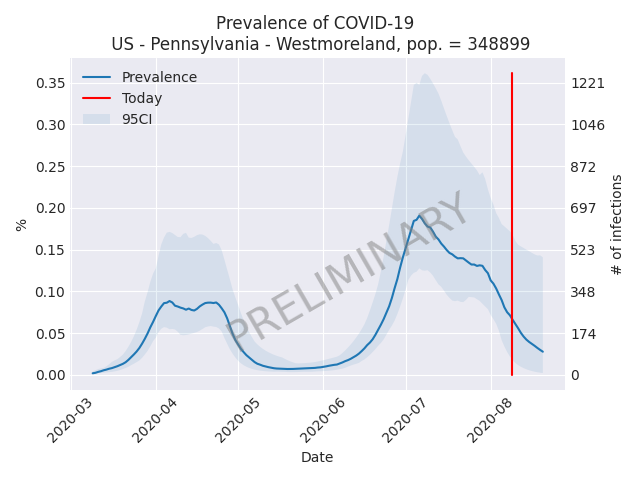 Prevalence of COVID-19
US - Pennsylvania - Westmoreland, pop. = 348899
Prevalence
Today
95CI
PRELIMINARY
%
0.35
0.30
0.25
0.20
0.15
0.10
0.05
0.00
1221
1046
872
697
523
348
174
0
# of infections
2020-03
2020-04
2020-05
2020-06
2020-07
2020-08
Date